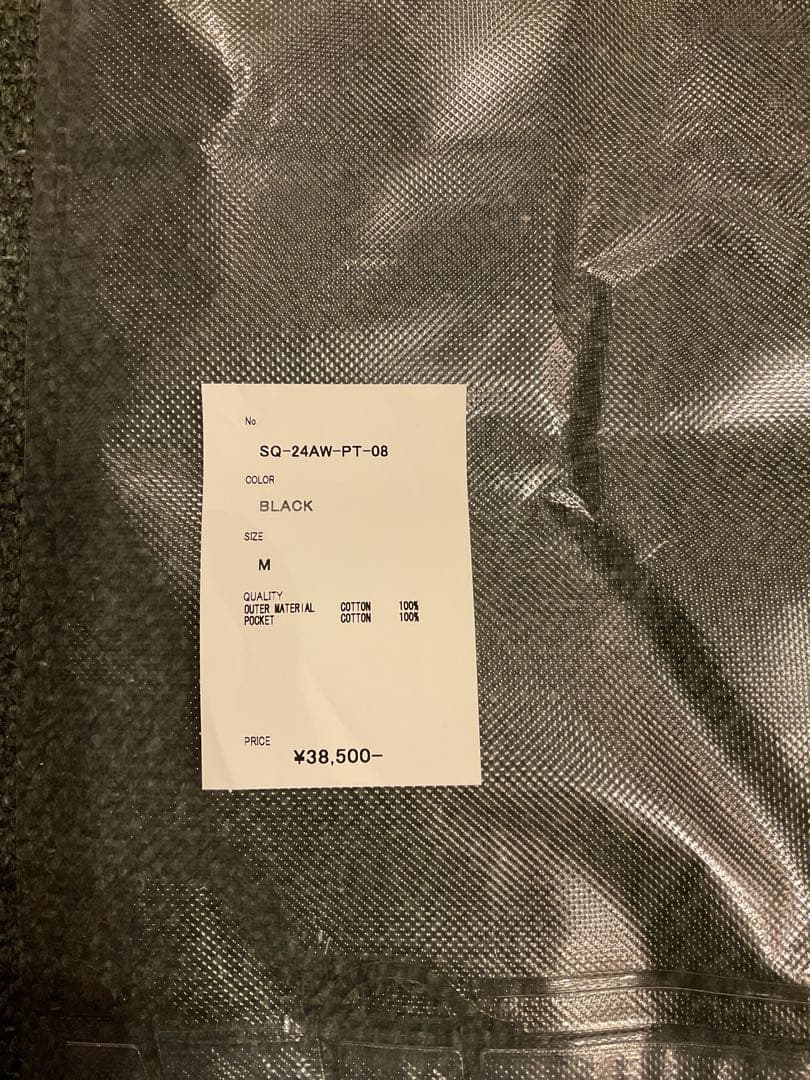 No
SQ-24AW-PT-08
COLOR
BLACK
SIZE
M
QUALITY
OUTER MATERIAL COTTON 100%
POCKET COTTON 100%
PRICE
¥38,500-